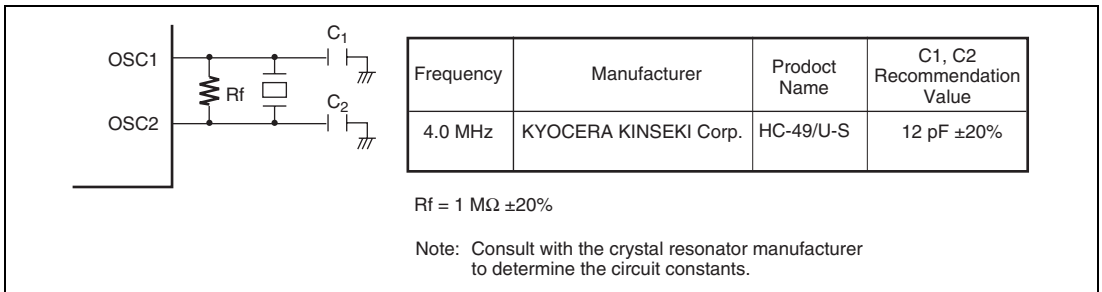 OSC1
OSC2
Rf
C1
C2
Frequency Manufacturer Product Name C1, C2 Recommendation Value
4.0 MHz KYOCERA KINSEKI Corp. HC-49/U-S 12 pF ±20%
Rf = 1 MΩ ±20%
Note: Consult with the crystal resonator manufacturer
to determine the circuit constants.